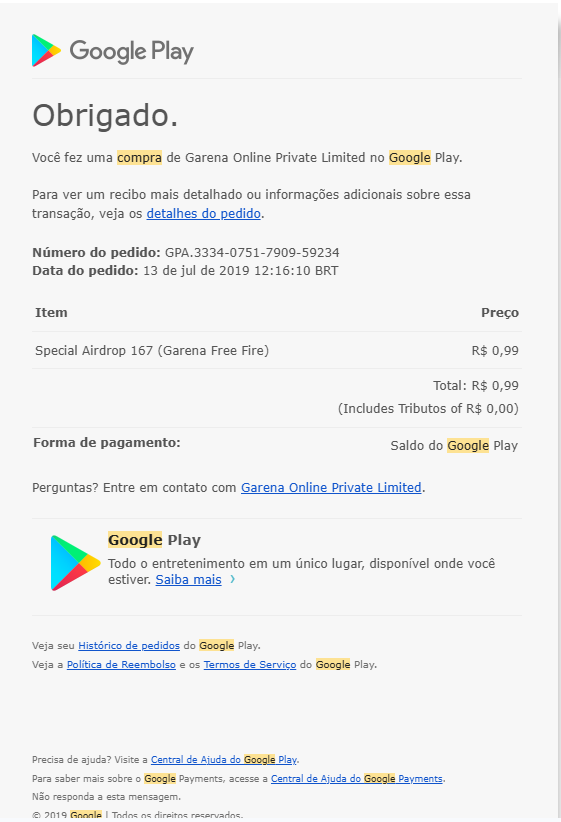 Google Play
Obrigado.
Você fez uma compra de Garena Online Private Limited no Google Play.
Para ver um recibo mais detalhado ou informações adicionais sobre essa
transação, veja os detalhes do pedido.
Número do pedido: GPA.3334-0751-7909-59234
Data do pedido: 13 de jul de 2019 12:16:10 BRT
Item Preço
Special Airdrop 167 (Garena Free Fire) R$ 0,99
Total: R$ 0,99
(Includes Tributos of R$ 0,00)
Forma de pagamento: Saldo do Google Play
Perguntas? Entre em contato com Garena Online Private Limited.
Google Play
Todo o entretenimento em um único lugar, disponível onde você
estiver. Saiba mais ›
Veja seu Histórico de pedidos do Google Play.
Veja a Política de Reembolso e os Termos de Serviço do Google Play.
Precisa de ajuda? Visite a Central de Ajuda do Google Play.
Para saber mais sobre o Google Payments, acesse a Central de Ajuda do Google Payments.
Não responda a esta mensagem.
© 2019 Google | Todos os direitos reservados.